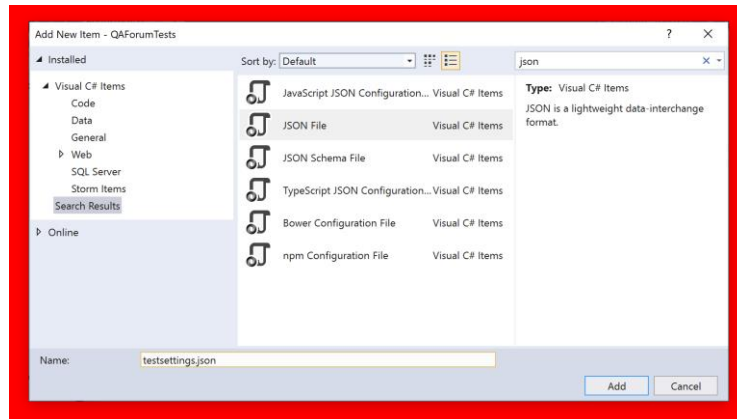 Add New Item - QAForumTests
? X
Installed
Sort by: Default
json
Visual C# Items
Code
Data
General
Web
SQL Server
Storm Items
Search Results
Online
JavaScript JSON Configuration... Visual C# Items
JSON File Visual C# Items
JSON Schema File Visual C# Items
TypeScript JSON Configuration... Visual C# Items
Bower Configuration File Visual C# Items
npm Configuration File Visual C# Items
Type: Visual C# Items
JSON is a lightweight data-interchange
format.
Name: testsettings.json
Add Cancel